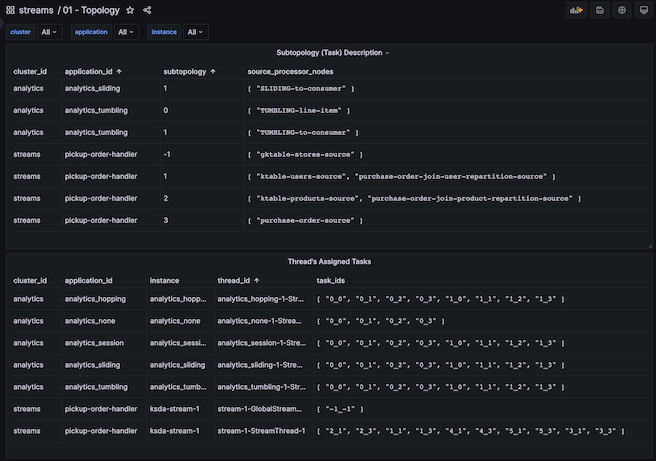 streams / 01 - Topology
cluster All application All instance All
Subtopology (Task) Description
cluster_id application_id subtopology source_processor_nodes
analytics analytics_sliding 1 [ "SLIDING-to-consumer" ]
analytics analytics_tumbling 0 [ "TUMBLING-line-item" ]
analytics analytics_tumbling 1 [ "TUMBLING-to-consumer" ]
streams pickup-order-handler -1 [ "gktable-stores-source" ]
streams pickup-order-handler 1 [ "ktable-users-source", "purchase-order-join-user-repartition-source" ]
streams pickup-order-handler 2 [ "ktable-products-source", "purchase-order-join-product-repartition-source" ]
streams pickup-order-handler 3 [ "purchase-order-source" ]
Thread's Assigned Tasks
cluster_id application_id instance thread_id task_ids
analytics analytics_hopping analytics_hopp... analytics_hopping-1-Str... [ "0_0", "0_1", "0_2", "0_3", "1_0", "1_1", "1_2", "1_3" ]
analytics analytics_none analytics_none analytics_none-1-Strea... [ "0_0", "0_1", "0_2", "0_3" ]
analytics analytics_session analytics_sessi... analytics_session-1-Str... [ "0_0", "0_1", "0_2", "0_3", "1_0", "1_1", "1_2", "1_3" ]
analytics analytics_sliding analytics_sliding analytics_sliding-1-Stre... [ "0_0", "0_1", "0_2", "0_3", "1_0", "1_1", "1_2", "1_3" ]
analytics analytics_tumbling analytics_tumb... analytics_tumbling-1-Str... [ "0_0", "0_1", "0_2", "0_3", "1_0", "1_1", "1_2", "1_3" ]
streams pickup-order-handler ksda-stream-1 stream-1-GlobalStream... [ "-1_-1" ]
streams pickup-order-handler ksda-stream-1 stream-1-StreamThread-1 [ "2_1", "2_3", "1_1", "1_3", "4_1", "4_3", "5_1", "5_3", "3_1", "3_3" ]